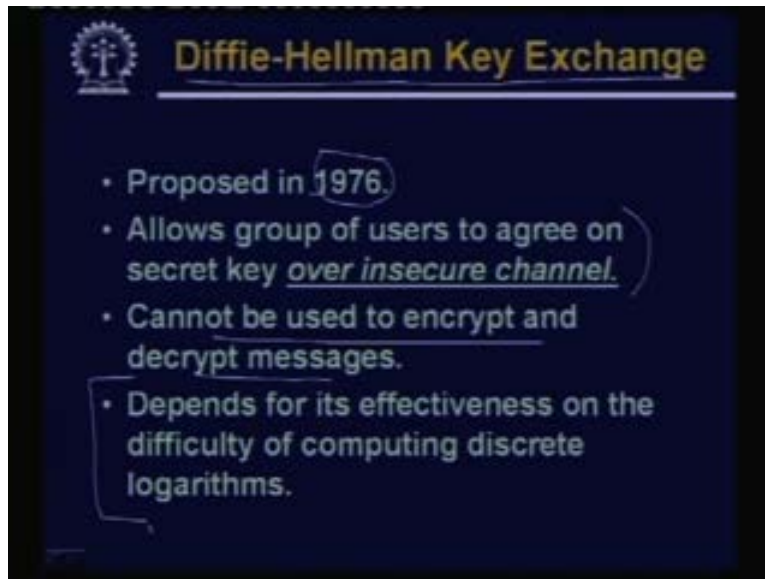 Diffie-Hellman Key Exchange
• Proposed in 1976.
• Allows group of users to agree on
secret key over insecure channel.
• Cannot be used to encrypt and
decrypt messages.
• Depends for its effectiveness on the
difficulty of computing discrete
logarithms.